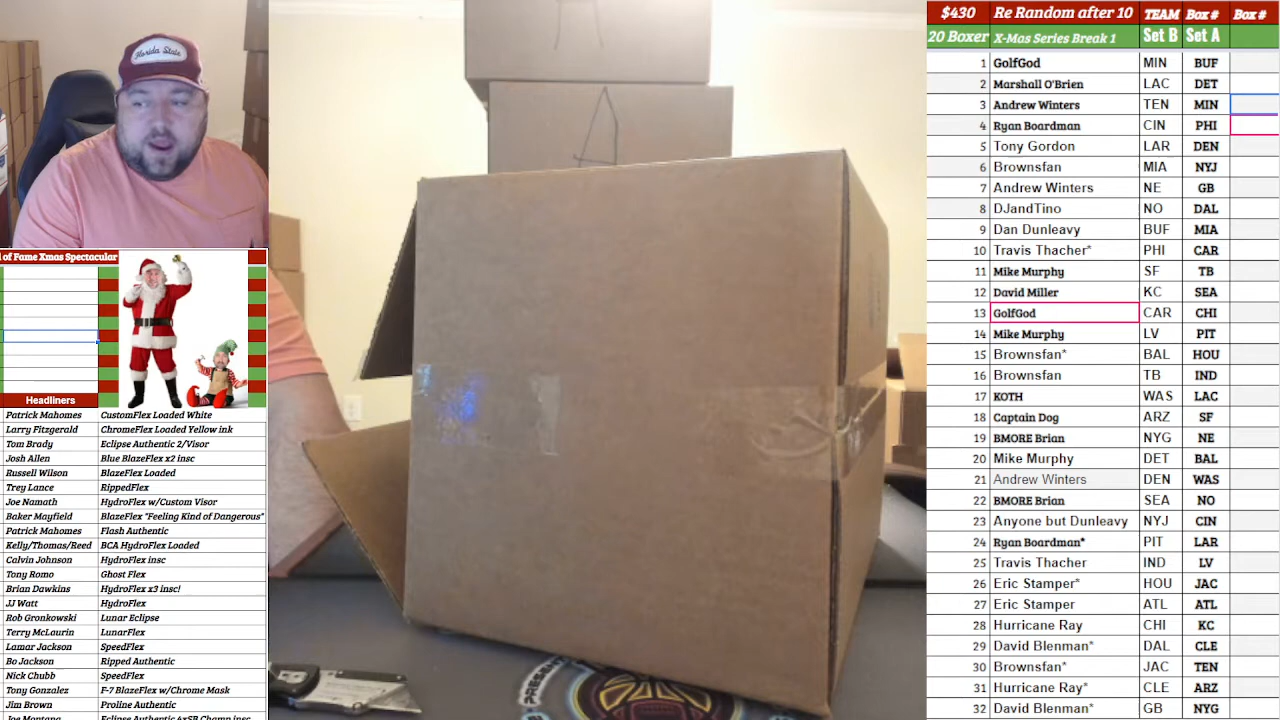 Florida State
l of Fame Xmas Spectacular
Headliners
Patrick Mahomes CustomFlex Loaded White
Larry Fitzgerald ChromeFlex Loaded Yellow ink
Tom Brady Eclipse Authentic 2/Visor
Josh Allen Blue BlazeFlex x2 insc
Russell Wilson BlazeFlex Loaded
Trey Lance RippedFlex
Joe Namath HydroFlex w/Custom Visor
Baker Mayfield BlazeFlex "Feeling Kind of Dangerous"
Patrick Mahomes Flash Authentic
Kelly/Thomas/Reed BCA HydroFlex Loaded
Calvin Johnson HydroFlex insc
Tony Romo Ghost Flex
Brian Dawkins HydroFlex x3 insc!
JJ Watt HydroFlex
Rob Gronkowski Lunar Eclipse
Terry McLaurin LunarFlex
Lamar Jackson SpeedFlex
Bo Jackson Ripped Authentic
Nick Chubb SpeedFlex
Tony Gonzalez F-7 BlazeFlex w/Chrome Mask
Jim Brown Proline Authentic
Joe Montana Eclipse Authentic 4xSB Champ insc
A
A
PRESENT
$430 Re Random after 10 TEAM Box # Box #
20 Boxer X-Mas Series Break 1 Set B Set A
1 GolfGod MIN BUF
2 Marshall O'Brien LAC DET
3 Andrew Winters TEN MIN
4 Ryan Boardman CIN PHI
5 Tony Gordon LAR DEN
6 Brownsfan MIA NYJ
7 Andrew Winters NE GB
8 DJandTino NO DAL
9 Dan Dunleavy BUF MIA
10 Travis Thacher* PHI CAR
11 Mike Murphy SF TB
12 David Miller KC SEA
13 GolfGod CAR CHI
14 Mike Murphy LV PIT
15 Brownsfan* BAL HOU
16 Brownsfan TB IND
17 KOTH WAS LAC
18 Captain Dog ARZ SF
19 BMORE Brian NYG NE
20 Mike Murphy DET BAL
21 Andrew Winters DEN WAS
22 BMORE Brian SEA NO
23 Anyone but Dunleavy NYJ CIN
24 Ryan Boardman* PIT LAR
25 Travis Thacher IND LV
26 Eric Stamper* HOU JAC
27 Eric Stamper ATL ATL
28 Hurricane Ray CHI KC
29 David Blenman* DAL CLE
30 Brownsfan* JAC TEN
31 Hurricane Ray* CLE ARZ
32 David Blenman* GB NYG